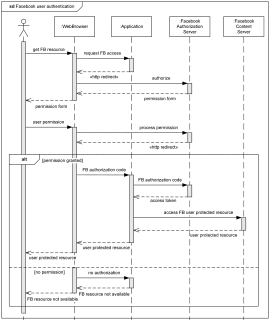 sd Facebook user authentication
:WebBrowser
:Application
:Facebook
Authorization
Server
:Facebook
Content
Server
get FB resource
request FB access
<http redirect>
authorize
permission form
permission form
user permission
process permission
<http redirect>
alt
[permission granted]
FB authorization code
FB authorization code
access token
access FB user protected resource
user protected resource
user protected resource
user protected resource
[no permission]
no authorization
FB resource not available
FB resource not available